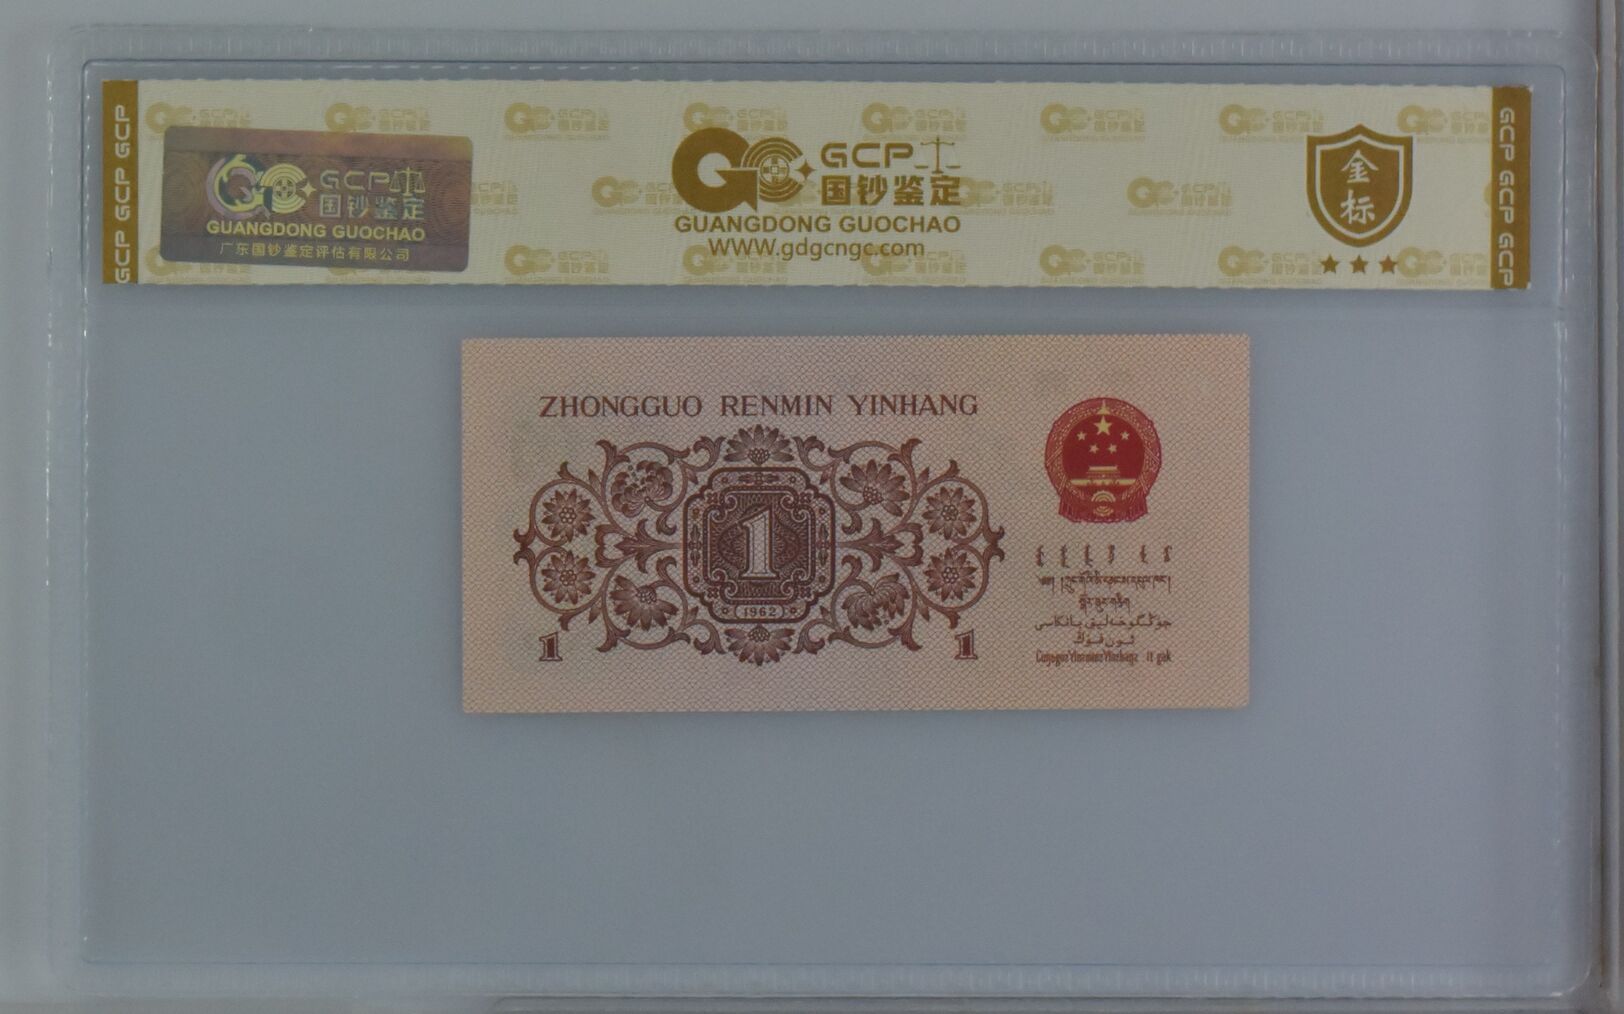 GCP GCP GCP
GCP
国钞鉴定
GUANGDONG GUOCHAO
广东国钞鉴定评估有限公司
GCP
国钞鉴定
GUANGDONG GUOCHAO
WWW.gdgcngc.com
金
标
GCP GCP GCP
ZHONGGUO RENMIN YINHANG
1
1962
1
1